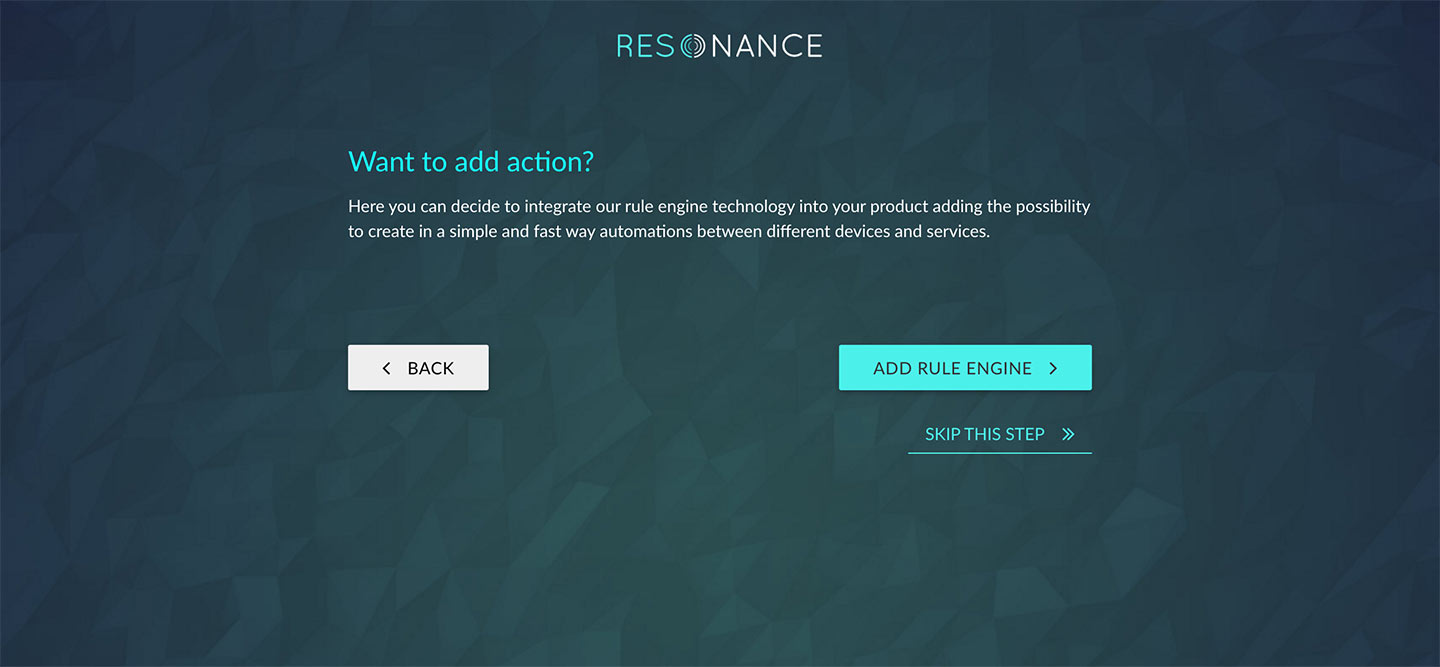 RESONANCE
Want to add action?
Here you can decide to integrate our rule engine technology into your product adding the possibility
to create in a simple and fast way automations between different devices and services.
BACK
ADD RULE ENGINE
SKIP THIS STEP